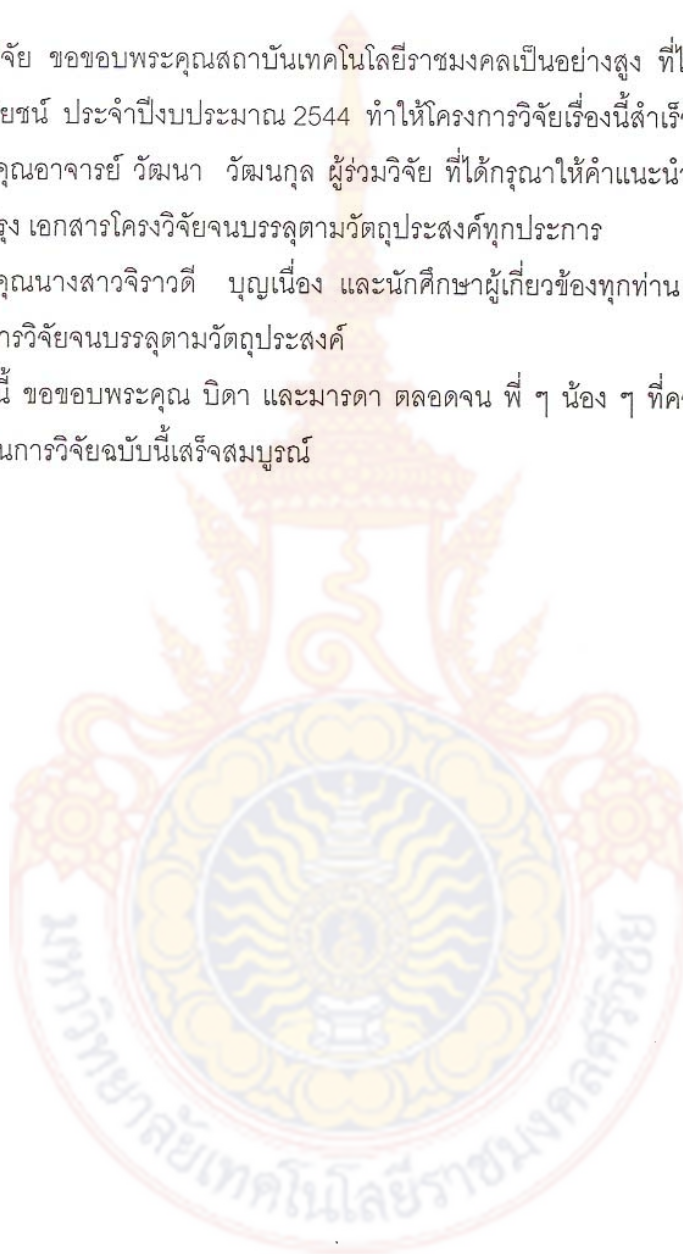 จัย ขอขอบพระคุณสถาบันเทคโนโลยีราชมงคลเป็นอย่างสูง ที่ไ
ยชน์ ประจำปีงบประมาณ 2544 ทำให้โครงการวิจัยเรื่องนี้สำเร็จ
คุณอาจารย์ วัฒนา วัฒนกุล ผู้ร่วมวิจัย ที่ได้กรุณาให้คำแนะนำ
รุง เอกสารโครงวิจัยจนบรรลุตามวัตถุประสงค์ทุกประการ
คุณนางสาวจิราวดี บุญเนื่อง และนักศึกษาผู้เกี่ยวข้องทุกท่าน
ารวิจัยจนบรรลุตามวัตถุประสงค์
นี้ ขอขอบพระคุณ บิดา และมารดา ตลอดจน พี่ ๆ น้อง ๆ ที่ค
นการวิจัยฉบับนี้เสร็จสมบูรณ์
มหาวิทยาลัยเทคโนโลยีราชมงคลศรีวิชัย